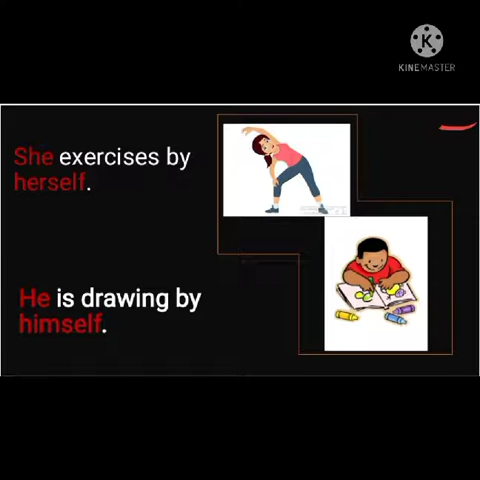 K
KINEMASTER
She exercises by
herself.
He is drawing by
himself.